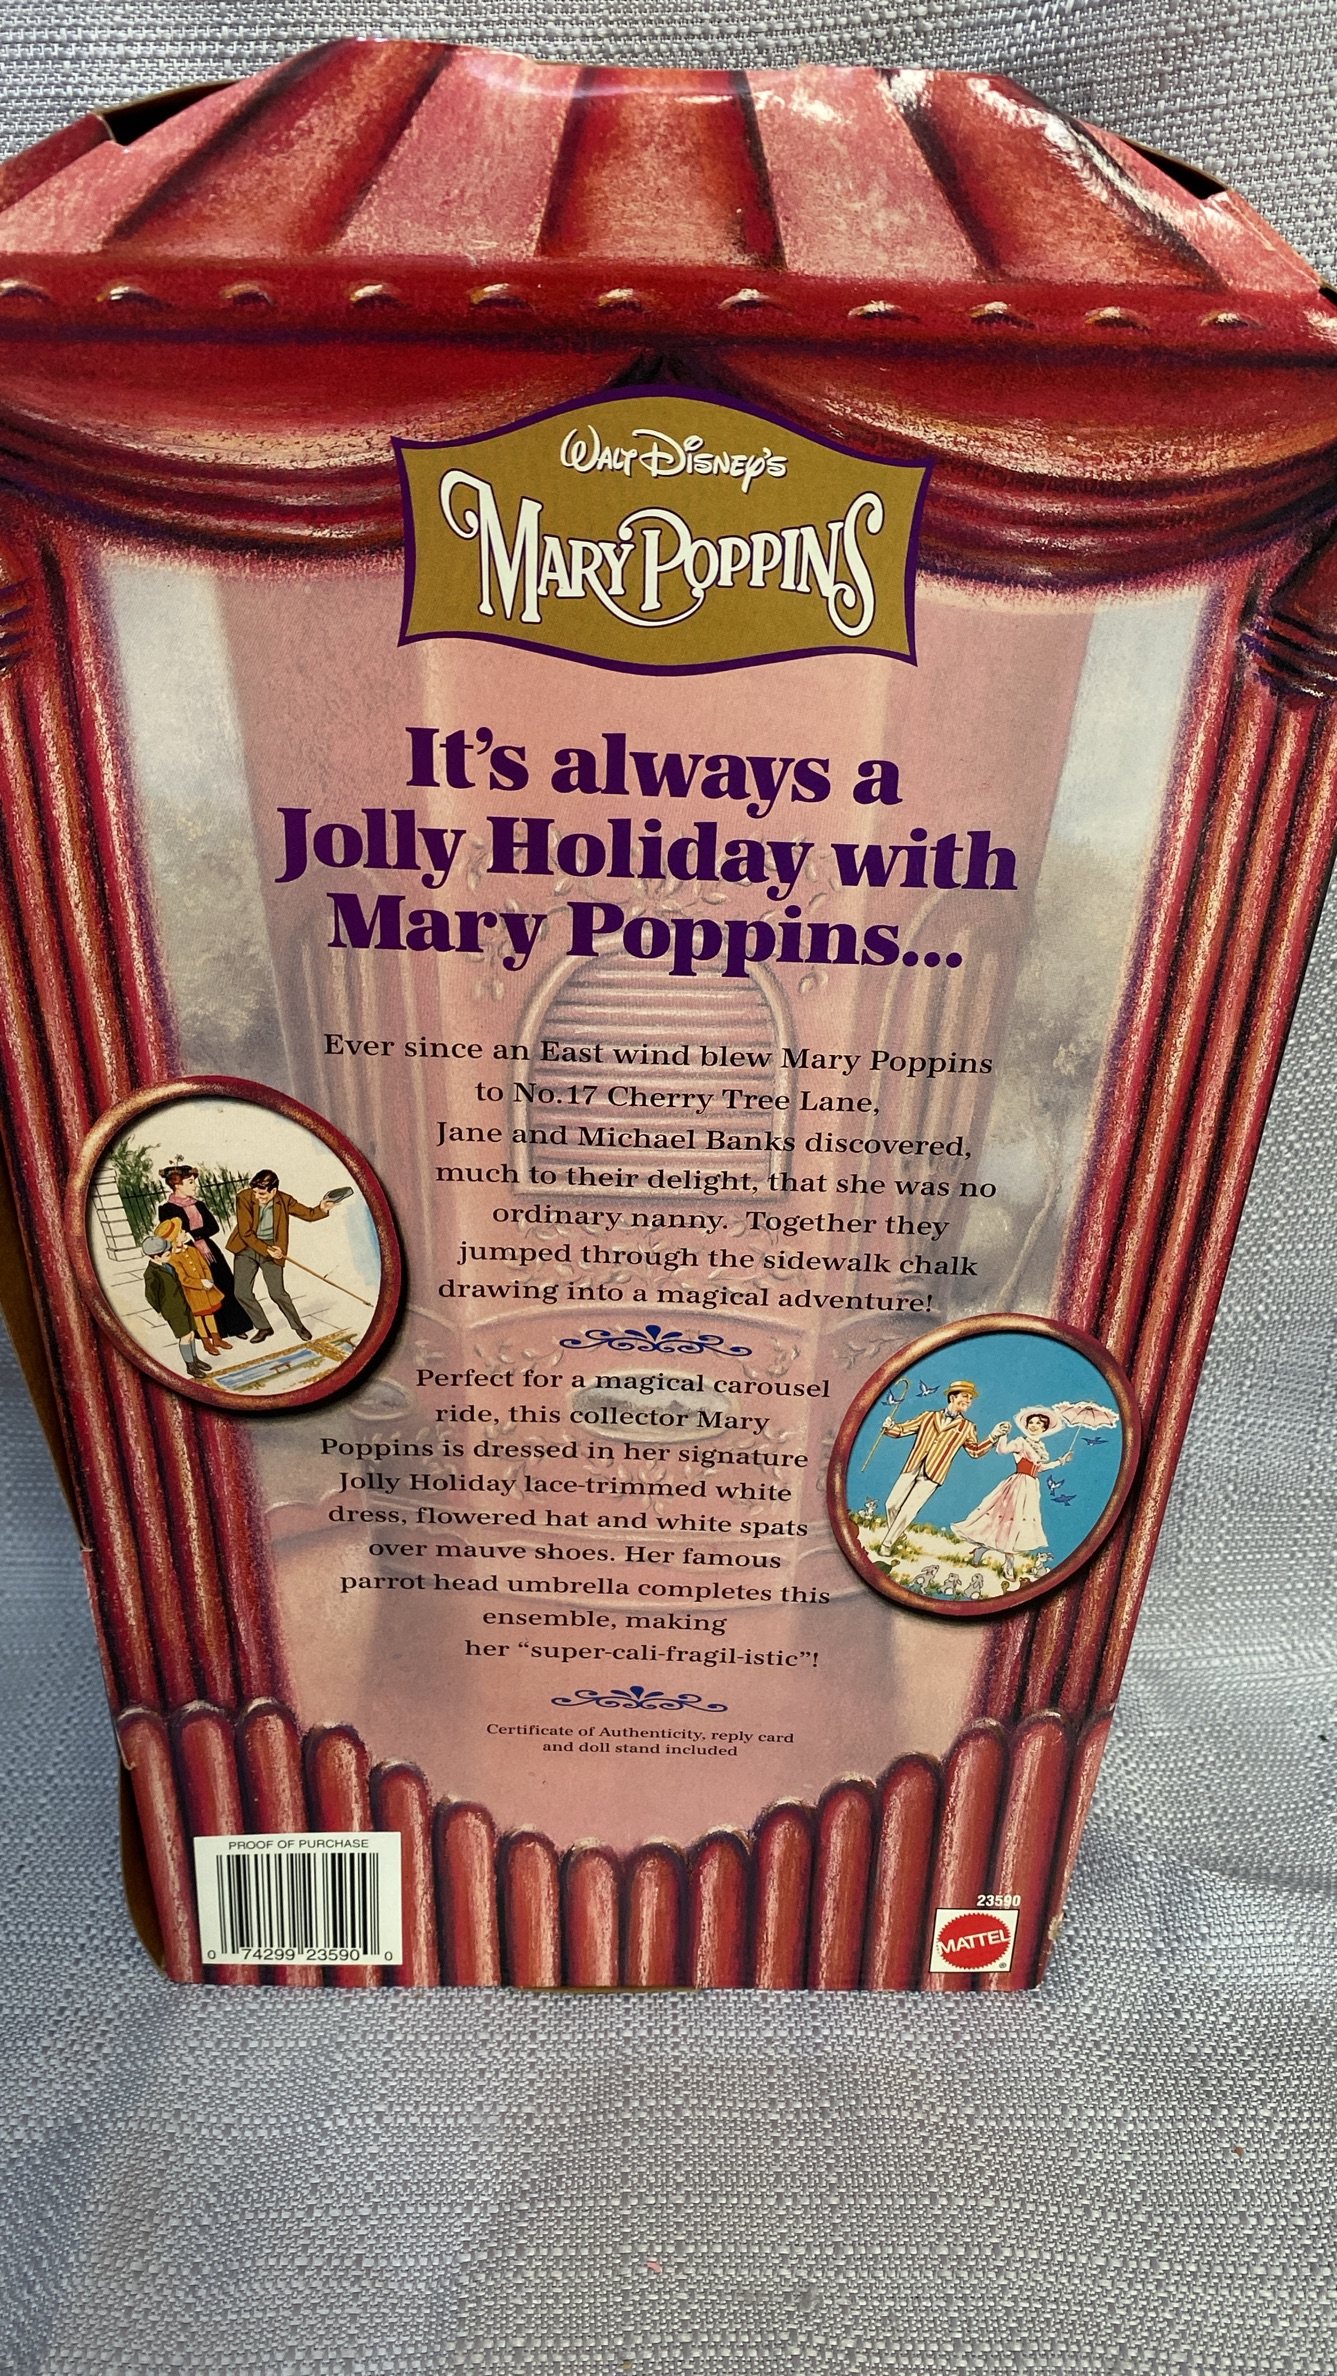 WALT DISNEY'S
MARY POPPINS
It's always a
Jolly Holiday with
Mary Poppins...
Ever since an East wind blew Mary Poppins
to No.17 Cherry Tree Lane,
Jane and Michael Banks discovered,
much to their delight, that she was no
ordinary nanny. Together they
jumped through the sidewalk chalk
drawing into a magical adventure!
Perfect for a magical carousel
ride, this collector Mary
Poppins is dressed in her signature
Jolly Holiday lace-trimmed white
dress, flowered hat and white spats
over mauve shoes. Her famous
parrot head umbrella completes this
ensemble, making
her “super-cali-fragil-istic”!
Certificate of Authenticity, reply card
and doll stand included
PROOF OF PURCHASE
0 74299 23590 0
23590
MATTEL
®